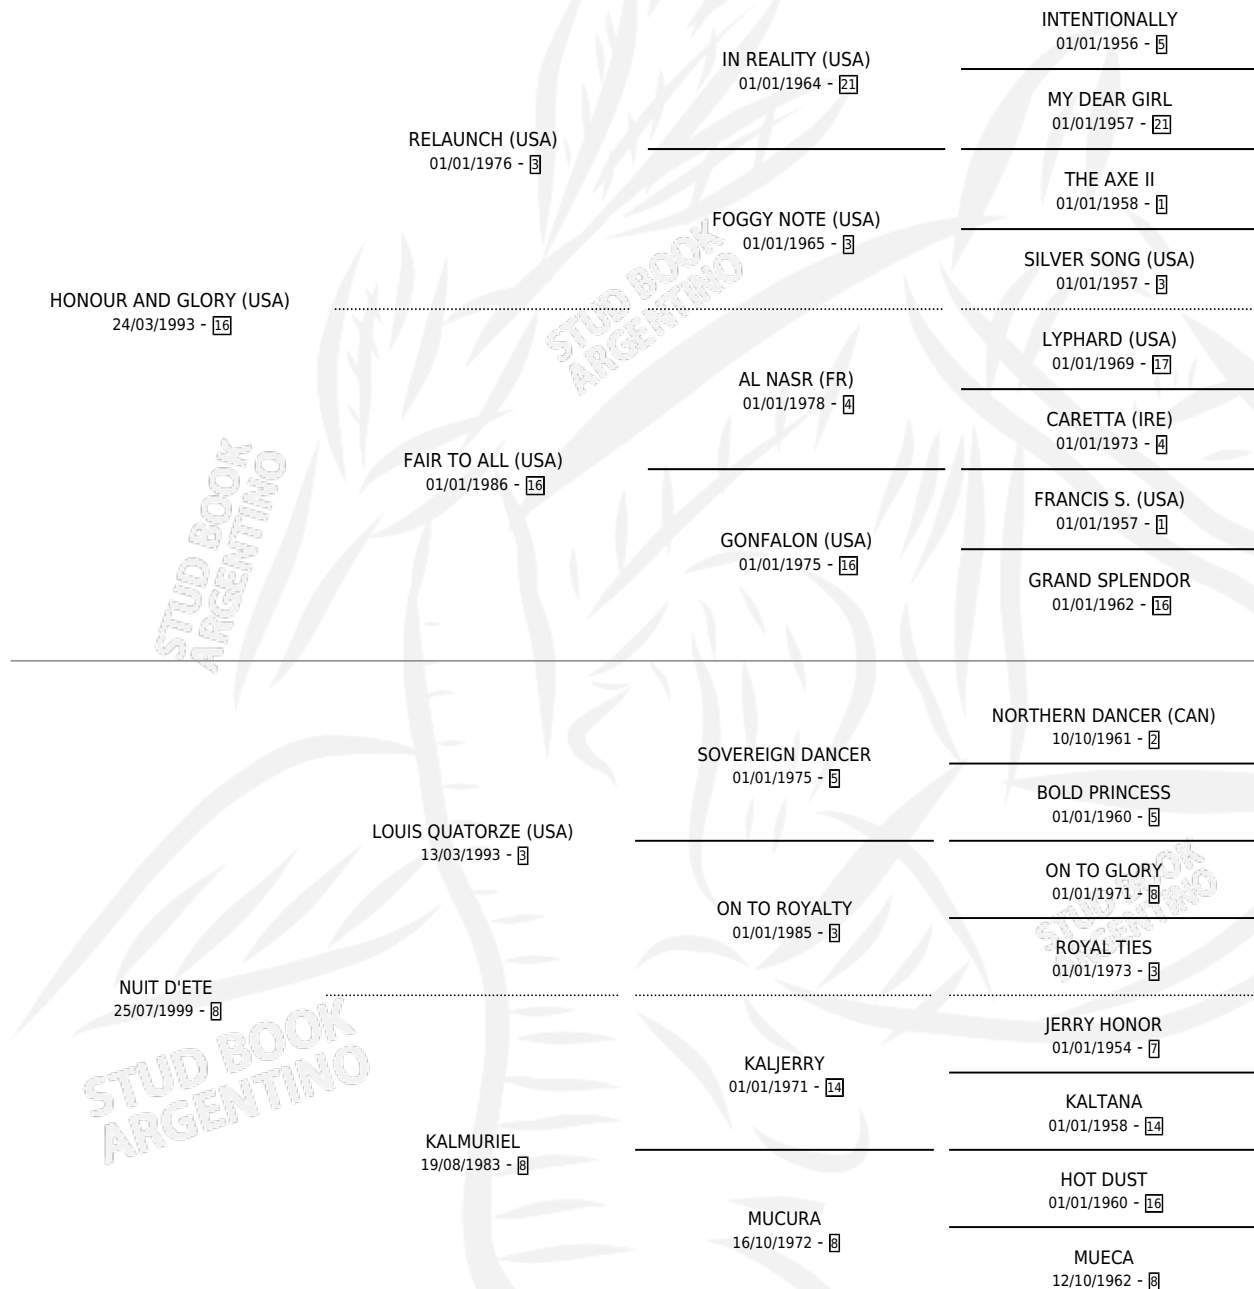 INTENTIONALLY
01/01/1956 - 5
IN REALITY (USA)
01/01/1964 - 21
MY DEAR GIRL
01/01/1957 - 21
RELAUNCH (USA)
01/01/1976 - 3
THE AXE II
01/01/1958 - 1
FOGGY NOTE (USA)
01/01/1965 - 3
SILVER SONG (USA)
01/01/1957 - 3
HONOUR AND GLORY (USA)
24/03/1993 - 16
LYPHARD (USA)
01/01/1969 - 17
AL NASR (FR)
01/01/1978 - 4
CARETTA (IRE)
01/01/1973 - 4
FAIR TO ALL (USA)
01/01/1986 - 16
FRANCIS S. (USA)
01/01/1957 - 1
GONFALON (USA)
01/01/1975 - 16
GRAND SPLENDOR
01/01/1962 - 16
NORTHERN DANCER (CAN)
10/10/1961 - 2
SOVEREIGN DANCER
01/01/1975 - 5
BOLD PRINCESS
01/01/1960 - 5
LOUIS QUATORZE (USA)
13/03/1993 - 3
ON TO GLORY
01/01/1971 - 8
ON TO ROYALTY
01/01/1985 - 3
ROYAL TIES
01/01/1973 - 3
NUIT D'ETE
25/07/1999 - 8
JERRY HONOR
01/01/1954 - 7
KALJERRY
01/01/1971 - 14
KALTANA
01/01/1958 - 14
KALMURIEL
19/08/1983 - 8
HOT DUST
01/01/1960 - 16
MUCURA
16/10/1972 - 8
MUECA
12/10/1962 - 8
STUD BOOK
ARGENTINO
STUD BOOK
ARGENTINO
STUD BOOK
ARGENTINO
STUD BOOK
ARGENTINO